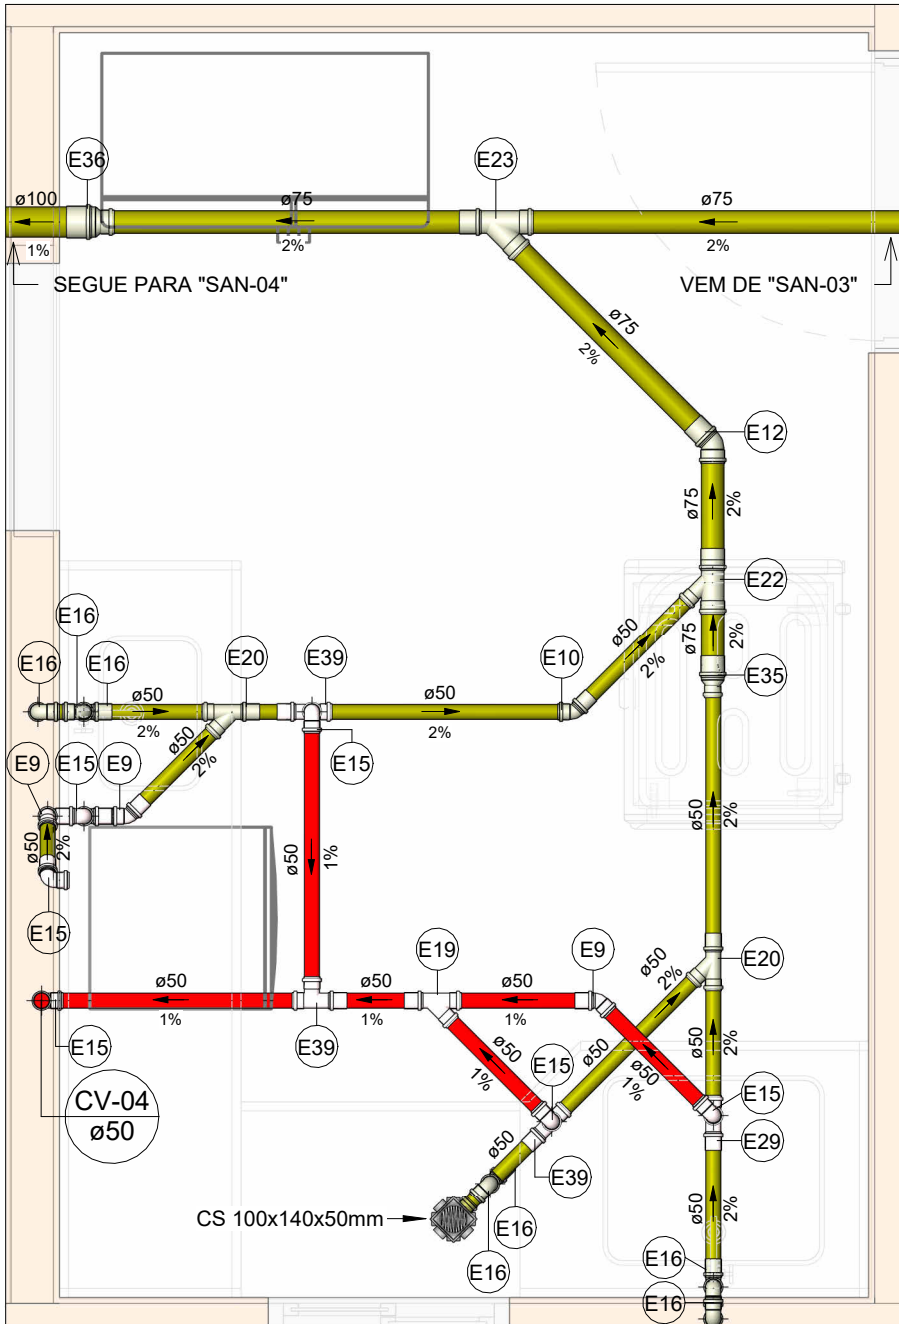 E36
E23
ø100
ø75
ø75
1%
2%
2%
SEGUE PARA "SAN-04"
VEM DE "SAN-03"
ø75
2%
E12
ø75
2%
E22
E16
ø50
2%
ø75
2%
E16
E16
E20
E39
E10
E35
ø50
2%
ø50
2%
ø50
2%
E9
E15
E9
E15
ø50
2%
ø50
1%
ø50
2%
E15
E19
E9
ø50
2%
E20
ø50
1%
ø50
1%
ø50
1%
E15
E39
ø50
1%
E15
ø50
ø50
1%
ø50
2%
E15
CV-04
ø50
E29
ø50
E39
CS 100x140x50mm
E16
E16
ø50
2%
E16
E16